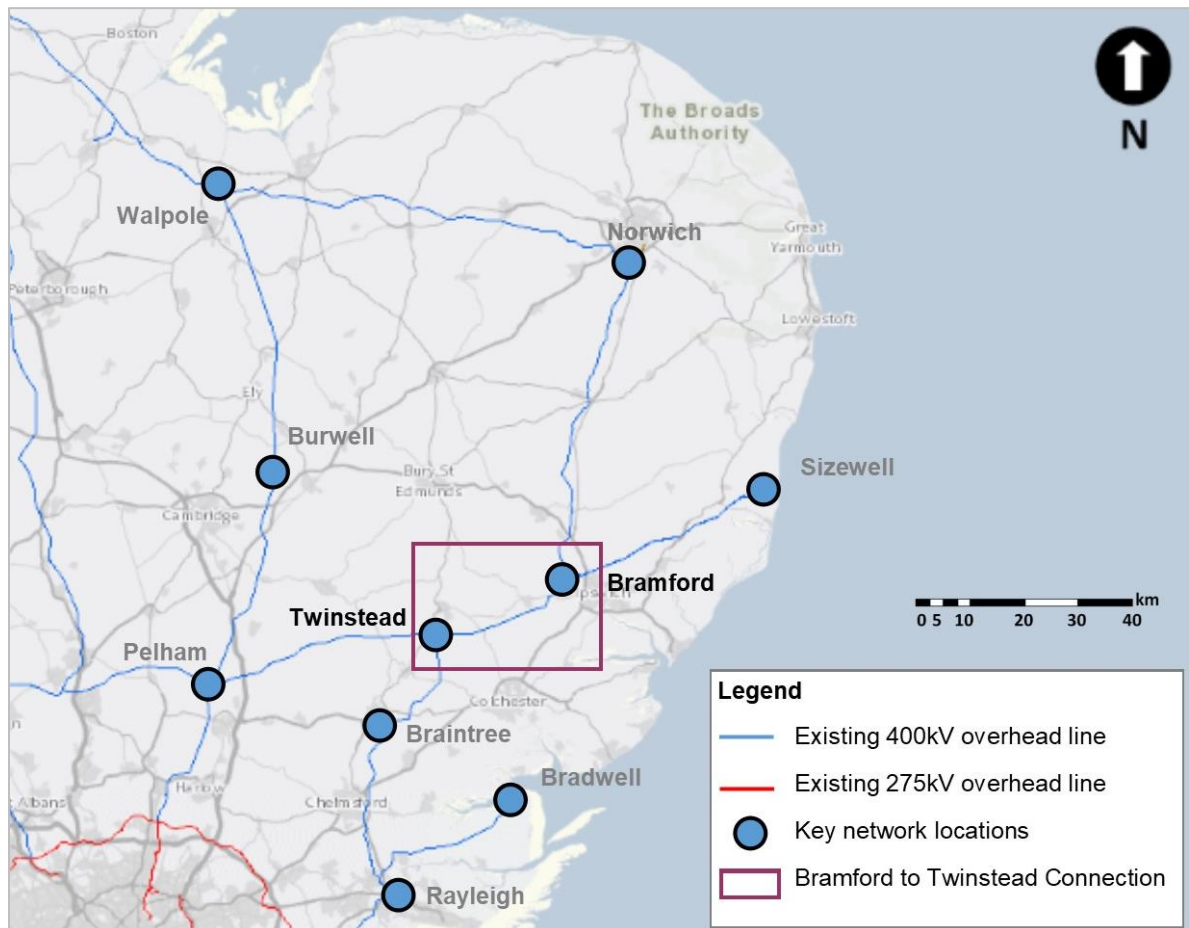 Boston
The Broads
Authority
N
Walpole
Norwich
Great
Yarmouth
Peterborough
Lowestoft
Ely
Burwell
Bury St
Edmunds
Sizewell
Cambridge
Bramford
Twinstead
km
0 5 10 20 30 40
Pelham
Colchester
Braintree
Bradwell
Harlow
Chelmsford
Albans
Rayleigh
Legend
Existing 400kV overhead line
Existing 275kV overhead line
Key network locations
Bramford to Twinstead Connection